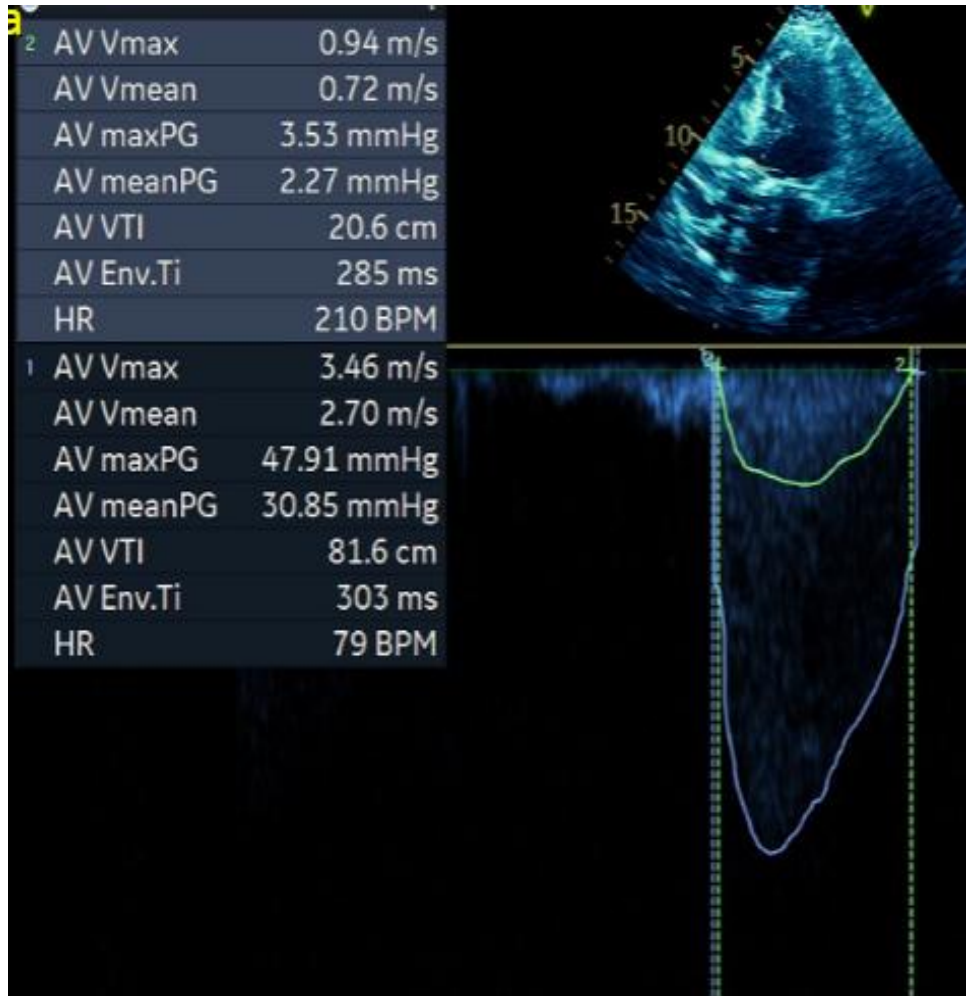 a
2 AV Vmax 0.94 m/s
AV Vmean 0.72 m/s
AV maxPG 3.53 mmHg
AV meanPG 2.27 mmHg
AV VTI 20.6 cm
AV Env.Ti 285 ms
HR 210 BPM
1 AV Vmax 3.46 m/s
AV Vmean 2.70 m/s
AV maxPG 47.91 mmHg
AV meanPG 30.85 mmHg
AV VTI 81.6 cm
AV Env.Ti 303 ms
HR 79 BPM
5
10
15
2